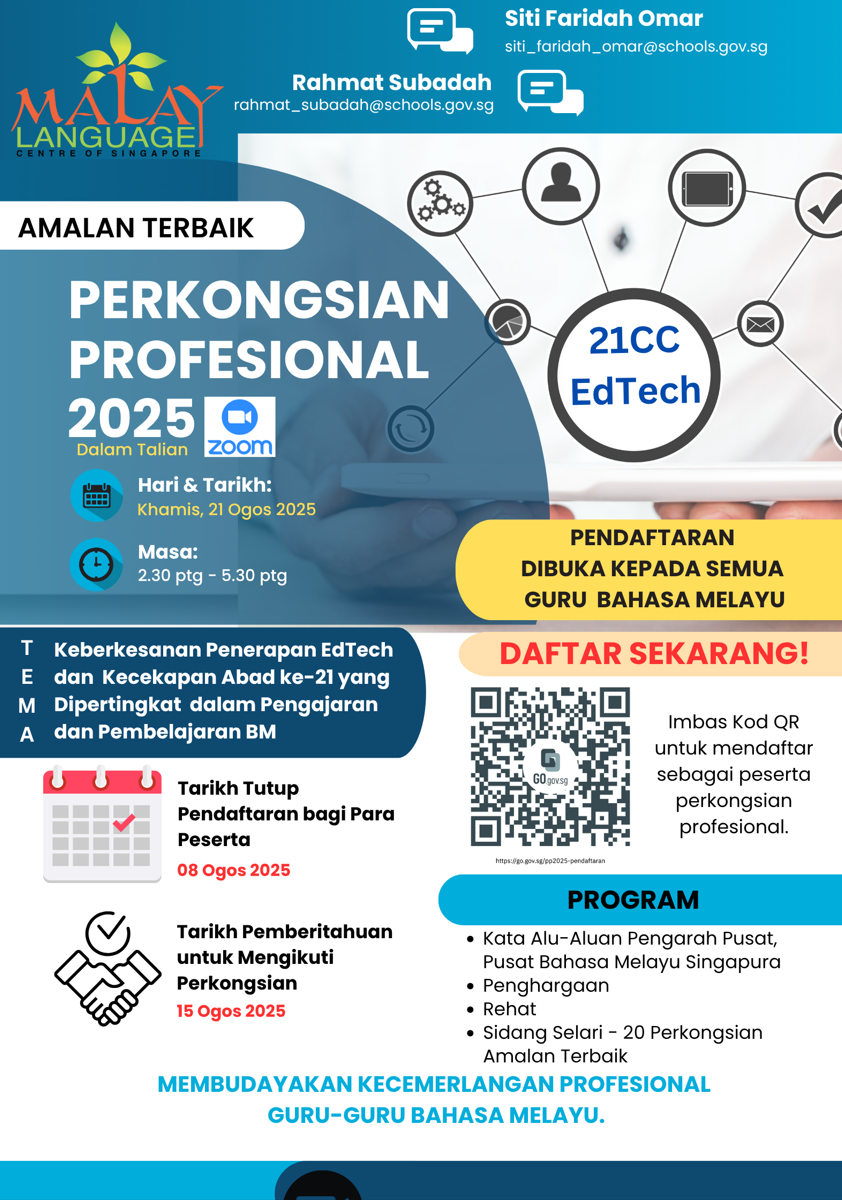 Siti Faridah Omar
siti_faridah_omar@schools.gov.sg
Rahmat Subadah
rahmat_subadah@schools.gov.sg
MALAY
LANGUAGE
CENTRE OF SINGAPORE
AMALAN TERBAIK
PERKONGSIAN
PROFESIONAL
2025
zoom
Dalam Talian
21CC
EdTech
Hari & Tarikh:
Khamis, 21 Ogos 2025
Masa:
2.30 ptg - 5.30 ptg
PENDAFTARAN
DIBUKA KEPADA SEMUA
GURU BAHASA MELAYU
TEMA
Keberkesanan Penerapan EdTech
dan Kecekapan Abad ke-21 yang
Dipertingkat dalam Pengajaran
dan Pembelajaran BM
DAFTAR SEKARANG!
GO.gov.sg
Imbas Kod QR
untuk mendaftar
sebagai peserta
perkongsian
profesional.
https://go.gov.sg/pp2025-pendaftaran
Tarikh Tutup
Pendaftaran bagi Para
Peserta
08 Ogos 2025
Tarikh Pemberitahuan
untuk Mengikuti
Perkongsian
15 Ogos 2025
PROGRAM
• Kata Alu-Aluan Pengarah Pusat,
Pusat Bahasa Melayu Singapura
• Penghargaan
• Rehat
• Sidang Selari - 20 Perkongsian
Amalan Terbaik
MEMBUDAYAKAN KECEMERLANGAN PROFESIONAL
GURU-GURU BAHASA MELAYU.